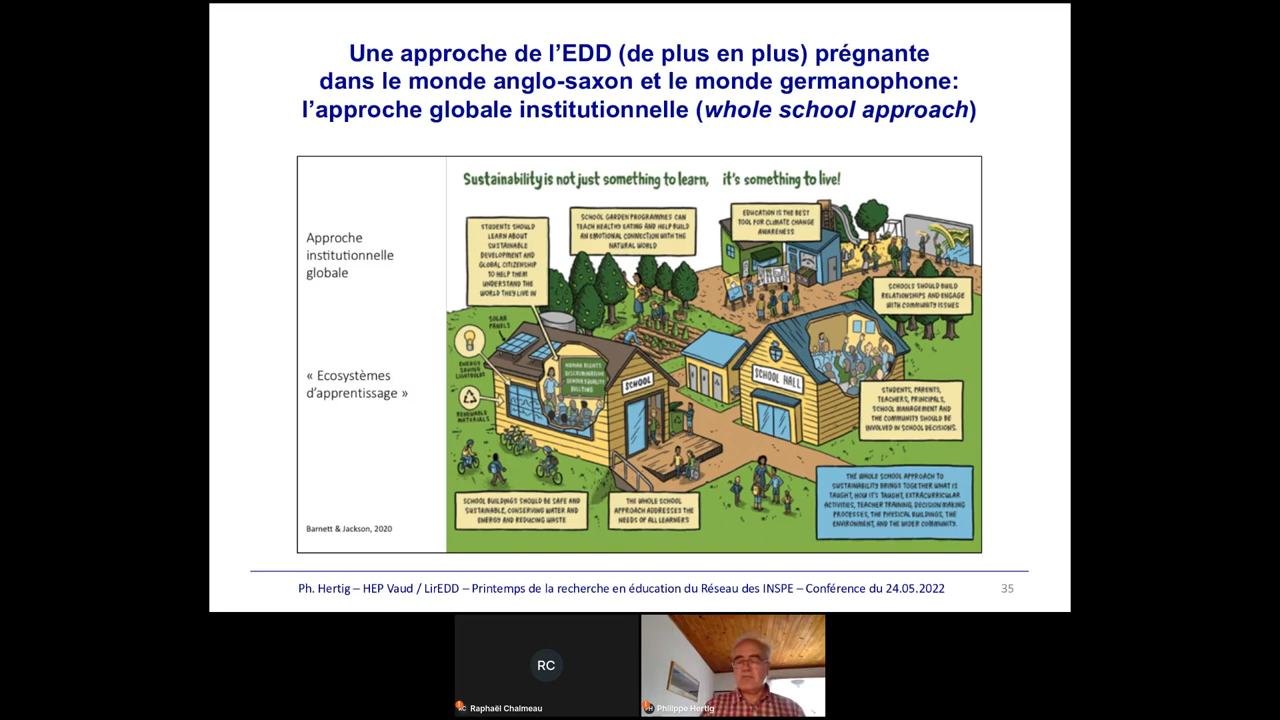 Une approche de l'EDD (de plus en plus) prégnante
dans le monde anglo-saxon et le monde germanophone:
l'approche globale institutionnelle (whole school approach)
Approche
institutionnelle
globale
« Ecosystèmes
d'apprentissage »
Barnett & Jackson, 2020
Sustainability is not just something to learn, it's something to live!
STUDENTS SHOULD
LEARN ABOUT
SUSTAINABLE
DEVELOPMENT AND
GLOBAL CITIZENSHIP
TO HELP THEM
UNDERSTAND THE
WORLD THEY LIVE IN
SCHOOL GARDEN PROGRAMMES CAN
TEACH HEALTHY EATING AND HELP BUILD
AN EMOTIONAL CONNECTION WITH THE
NATURAL WORLD
EDUCATION IS THE BEST
TOOL FOR CLIMATE CHANGE
AWARENESS
SCHOOLS SHOULD BUILD
RELATIONSHIPS AND ENGAGE
WITH COMMUNITY ISSUES
SOLAR
PANELS
ENERGY
SAVING
LIGHTBULBS
RENEWABLE
MATERIALS
HUMAN RIGHTS
DISCRIMINATION
GENDER EQUALITY
BULLYING
SCHOOL
SCHOOL HALL
STUDENTS, PARENTS,
TEACHERS, PRINCIPALS,
SCHOOL MANAGEMENT AND
THE COMMUNITY SHOULD BE
INVOLVED IN SCHOOL DECISIONS.
SCHOOL BUILDINGS SHOULD BE SAFE AND
SUSTAINABLE, CONSERVING WATER AND
ENERGY AND REDUCING WASTE
THE WHOLE SCHOOL
APPROACH ADDRESSES THE
NEEDS OF ALL LEARNERS
THE WHOLE SCHOOL APPROACH TO
SUSTAINABILITY BRINGS TOGETHER WHAT IS
TAUGHT, HOW IT'S TAUGHT, EXTRACURRICULAR
ACTIVITIES, TEACHER TRAINING, DECISION MAKING
PROCESSES, THE PHYSICAL BUILDINGS, THE
ENVIRONMENT, AND THE WIDER COMMUNITY.
Ph. Hertig – HEP Vaud / LirEDD – Printemps de la recherche en éducation du Réseau des INSPE – Conférence du 24.05.2022
35
RC
Raphaël Chalmeau
Philippe Hertig